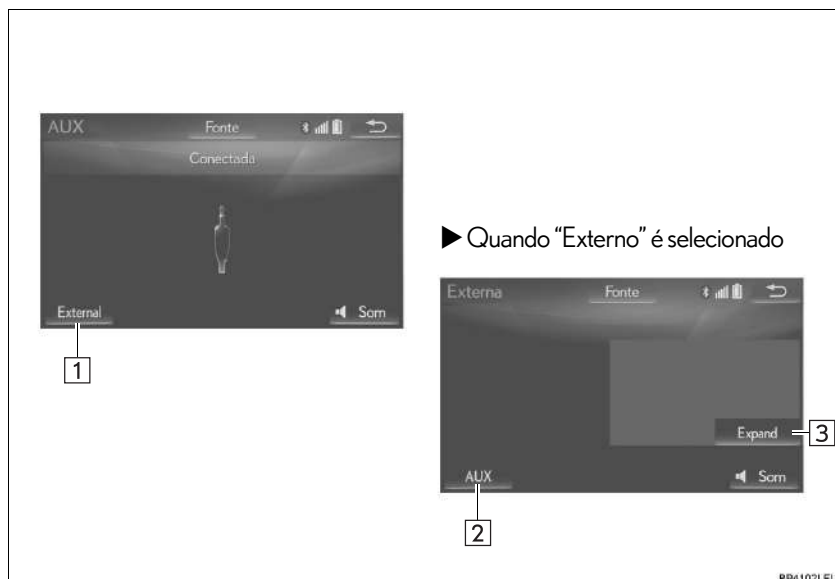 AUX Fonte
Conectada
External Som
1
▶ Quando “Externo” é selecionado
Externa Fonte
Expand 3
AUX Som
2